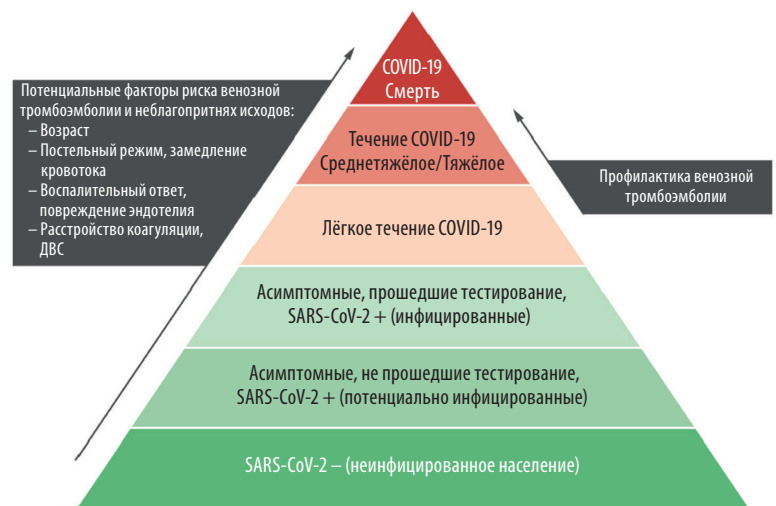 COVID-19
Смерть
Потенциальные факторы риска венозной
тромбоэмболии и неблагопритнях исходов:
– Возраст
– Постельный режим, замедление
кровотока
– Воспалительный ответ,
повреждение эндотелия
– Расстройство коагуляции,
ДВС
Течение COVID-19
Среднетяжёлое/Тяжёлое
Профилактика венозной
тромбоэмболии
Лёгкое течение COVID-19
Асимптомные, прошедшие тестирование,
SARS-CoV-2 + (инфицированные)
Асимптомные, не прошедшие тестирование,
SARS-CoV-2 + (потенциально инфицированные)
SARS-CoV-2 – (неинфицированное население)